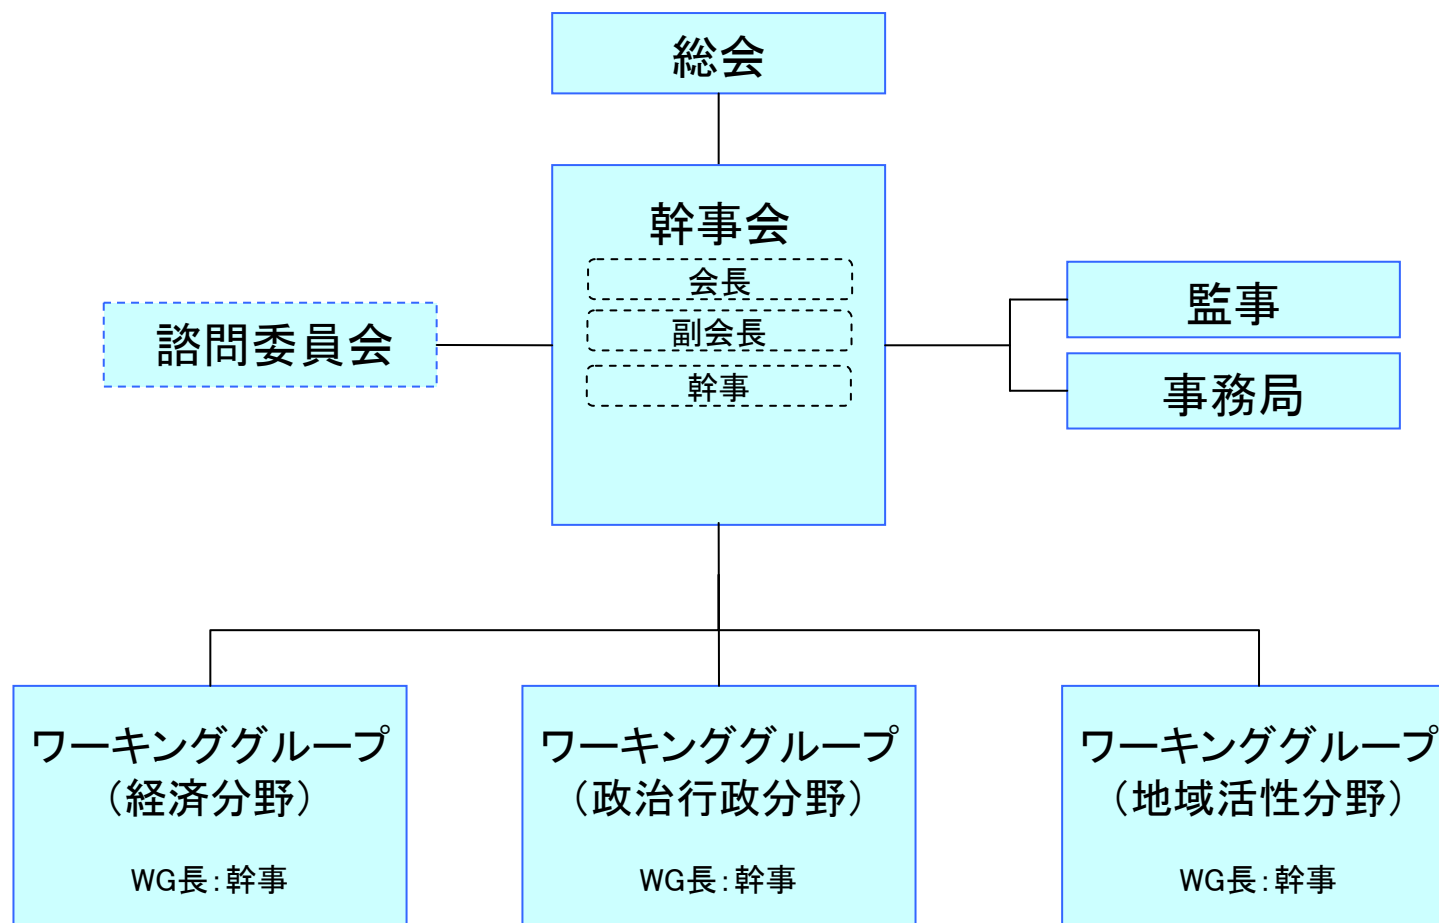 総会
幹事会
会長
副会長
幹事
諮問委員会
監事
事務局
ワーキンググループ
（経済分野）
WG長：幹事
ワーキンググループ
（政治行政分野）
WG長：幹事
ワーキンググループ
（地域活性分野）
WG長：幹事